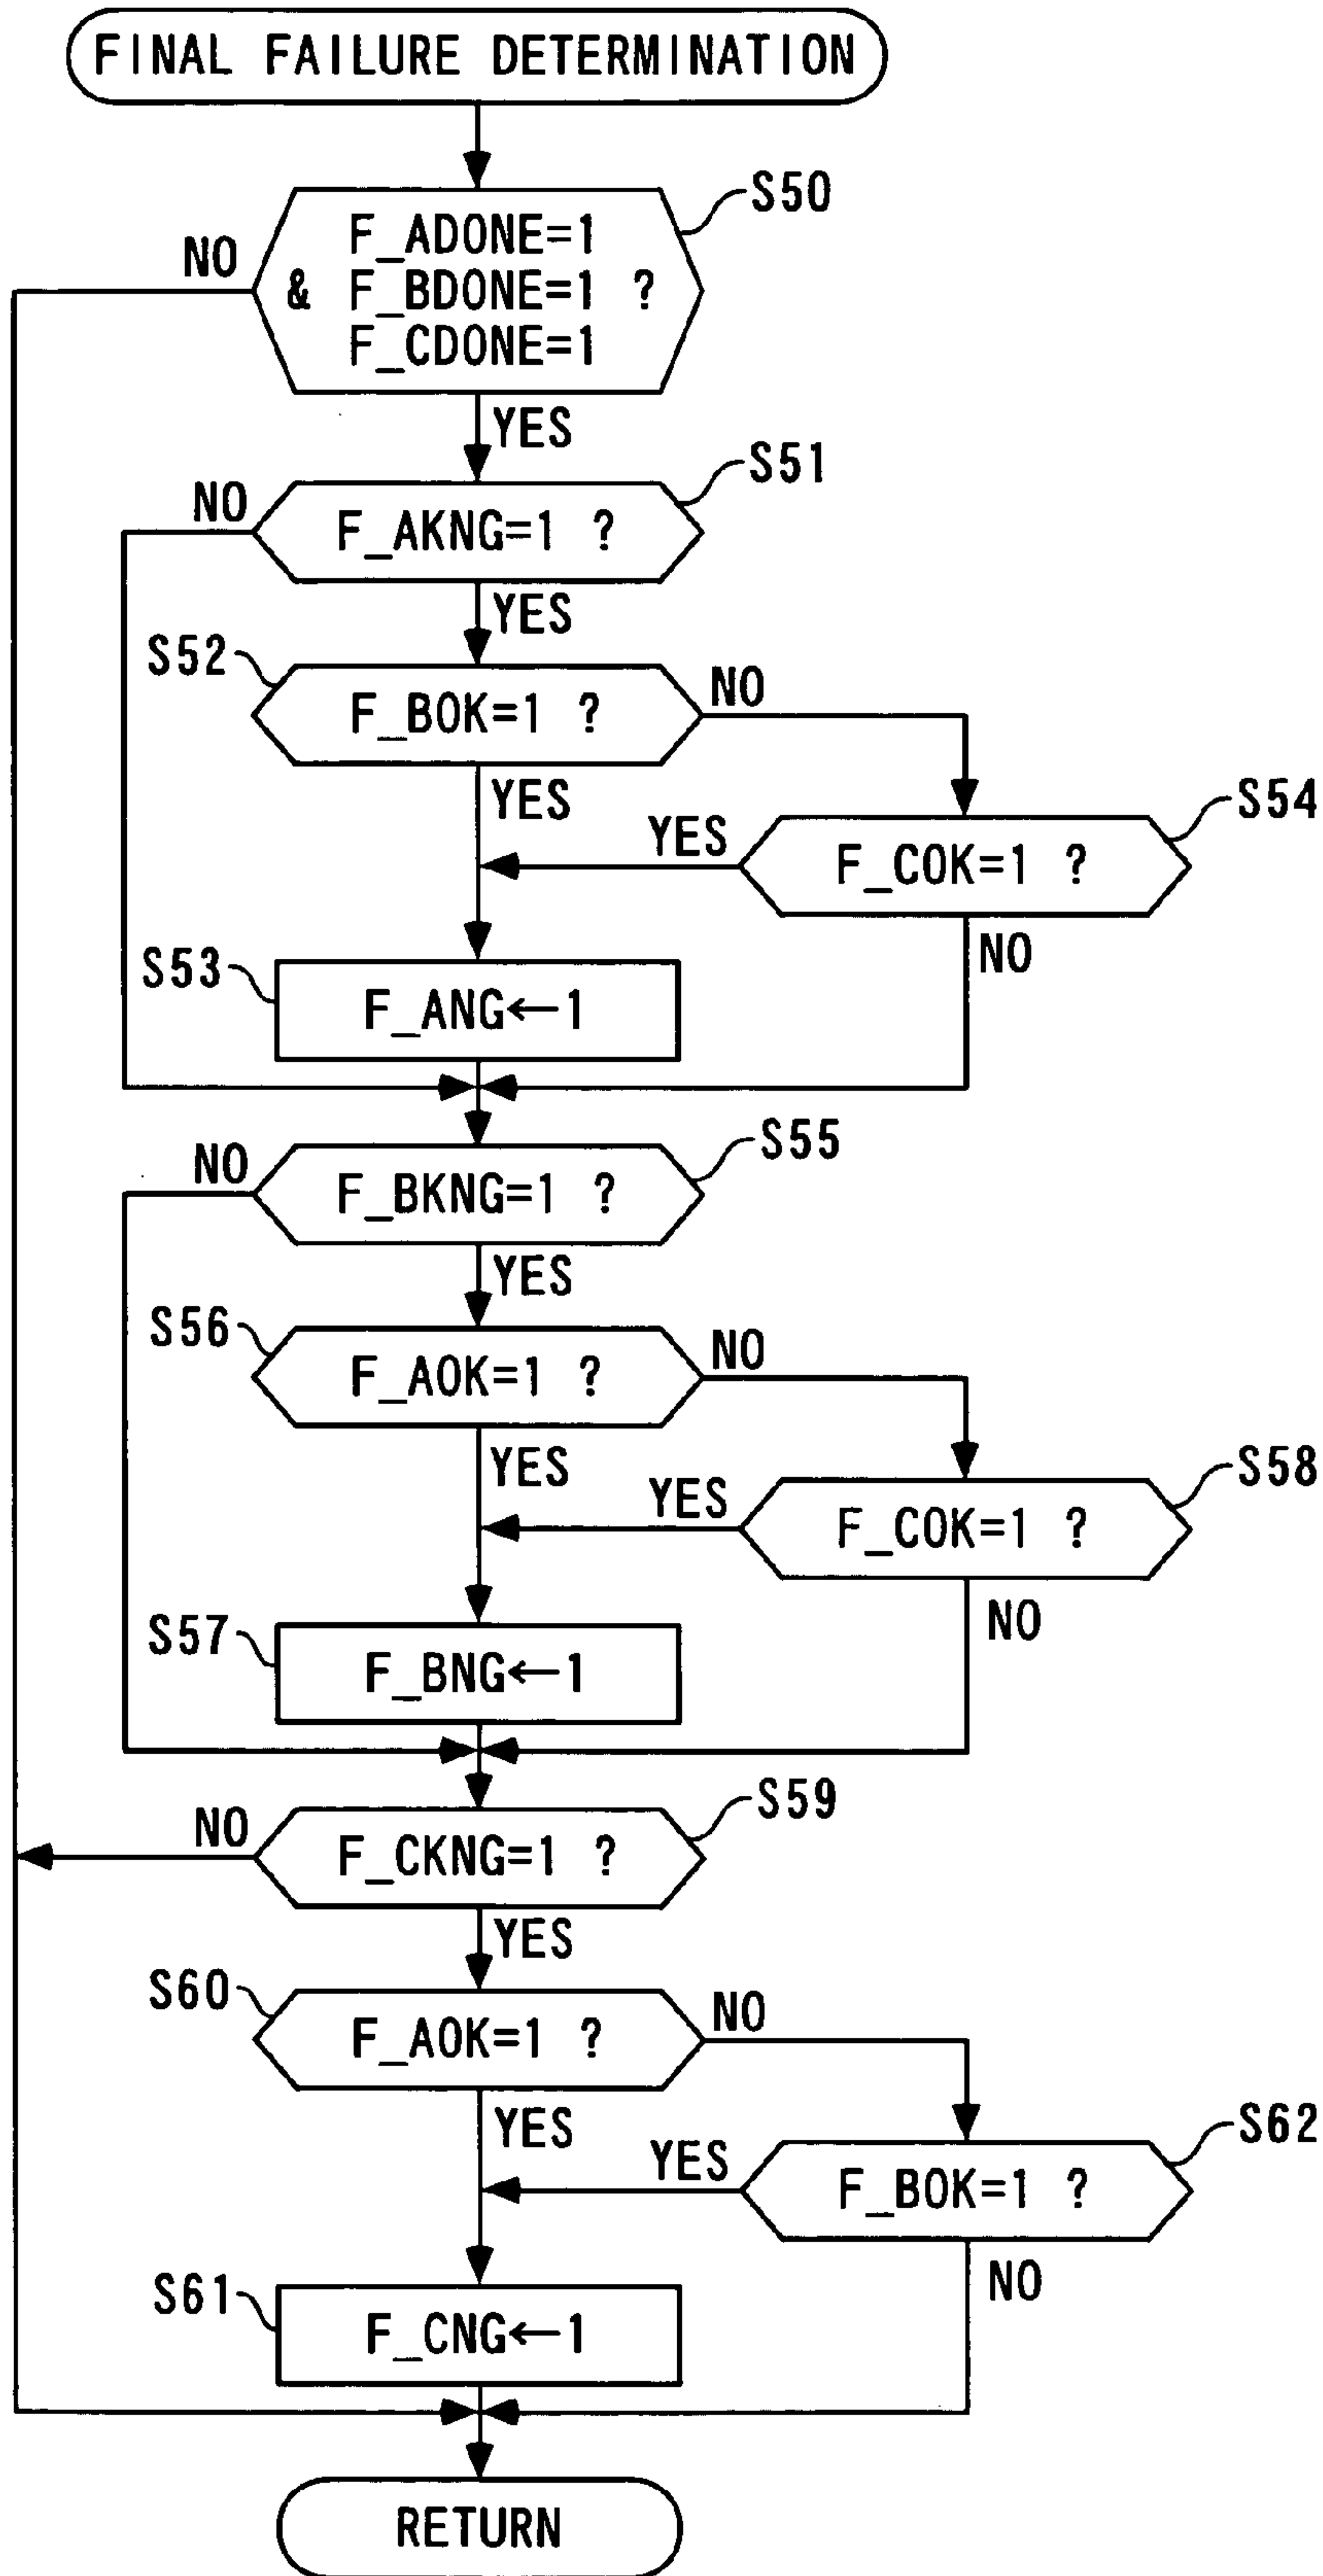 FINAL FAILURE DETERMINATION
S50
NO
F_ADONE=1
& F_BDONE=1 ?
F_CDONE=1
YES
S51
NO
F_AKNG=1 ?
YES
S52
F_BOK=1 ?
NO
YES
S54
YES
F_COK=1 ?
NO
S53
F_ANG←1
S55
NO
F_BKNG=1 ?
YES
S56
F_AOK=1 ?
NO
YES
S58
YES
F_COK=1 ?
NO
S57
F_BNG←1
S59
NO
F_CKNG=1 ?
YES
S60
F_AOK=1 ?
NO
YES
S62
YES
F_BOK=1 ?
NO
S61
F_CNG←1
RETURN